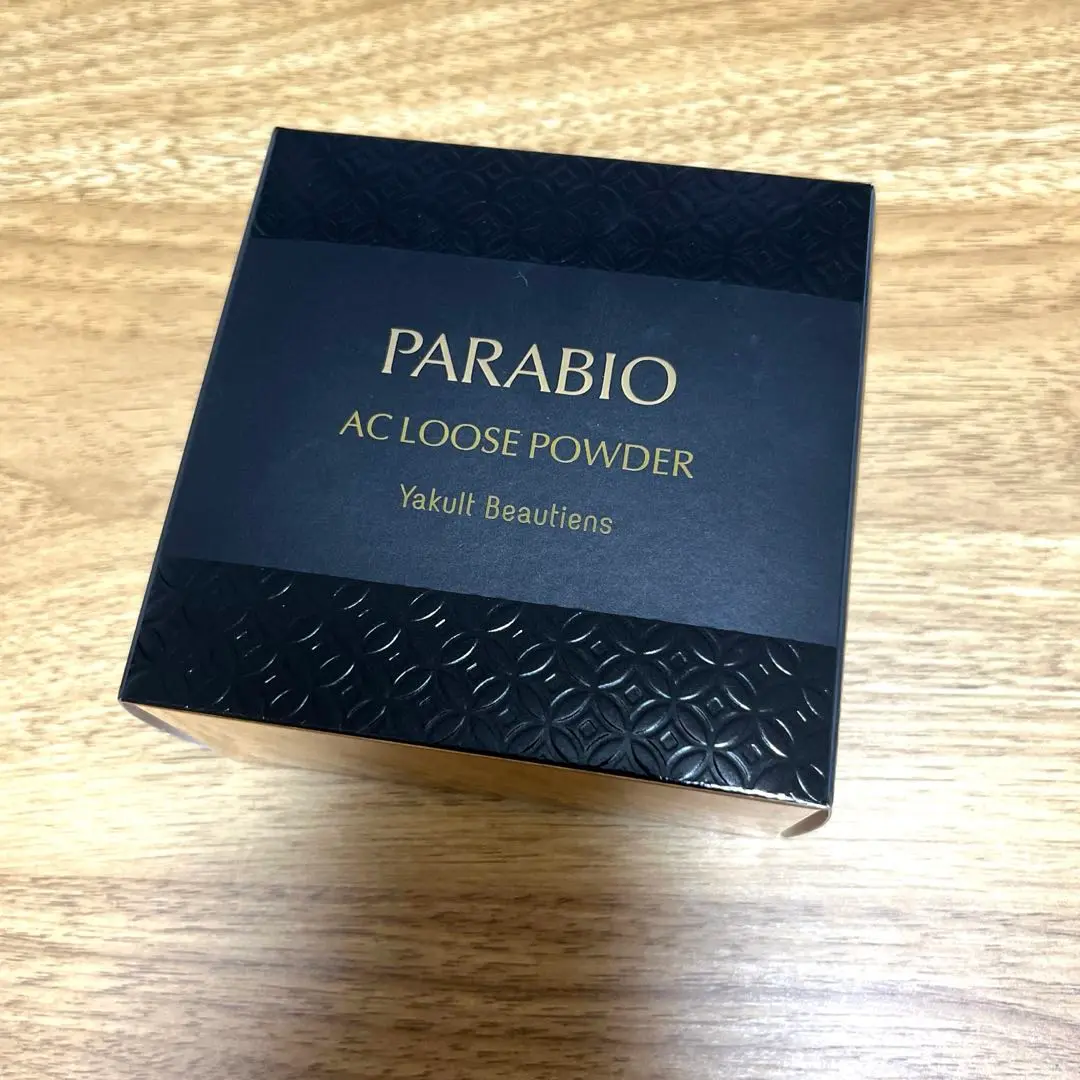 PARABIO
AC LOOSE POWDER
Yakult Beautiens